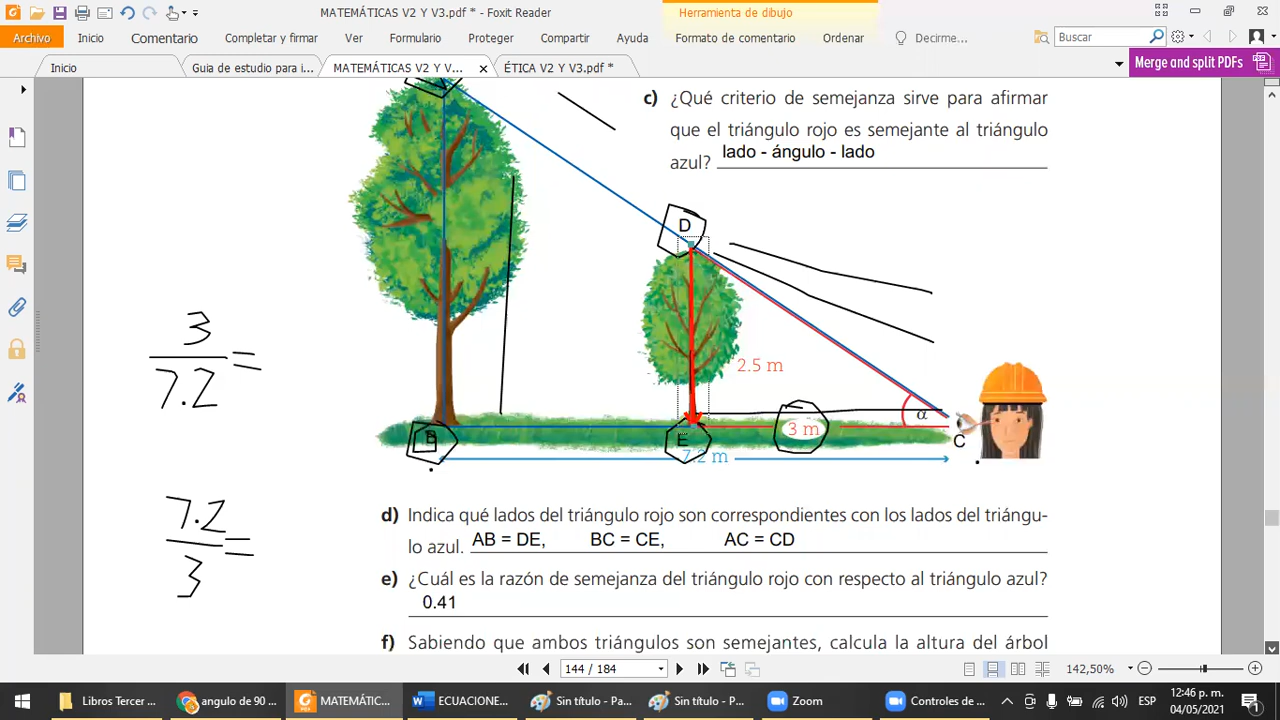 MATEMÁTICAS V2 Y V3.pdf * - Foxit Reader
Herramienta de dibujo
Archivo Inicio Comentario Completar y firmar Ver Formulario Proteger Compartir Ayuda Formato de comentario Ordenar Decirme... Buscar
Inicio Guia de estudio para i... MATEMÁTICAS V2 Y V... ÉTICA V2 Y V3.pdf * Merge and split PDFs
c) ¿Qué criterio de semejanza sirve para afirmar
que el triángulo rojo es semejante al triángulo
azul? lado - ángulo - lado
D
3
7.2
=
2.5 m
α
3 m
B
E
C
7.2 m
7.2
3
=
d) Indica qué lados del triángulo rojo son correspondientes con los lados del triángu-
lo azul. AB = DE, BC = CE, AC = CD
e) ¿Cuál es la razón de semejanza del triángulo rojo con respecto al triángulo azul?
0.41
f) Sabiendo que ambos triángulos son semejantes, calcula la altura del árbol
144 / 184
142,50%
Libros Tercer ... angulo de 90 ... MATEMÁTIC... ECUACIONE... Sin título - Pa... Sin título - P... Zoom Controles de ... ESP
12:46 p. m.
04/05/2021
1